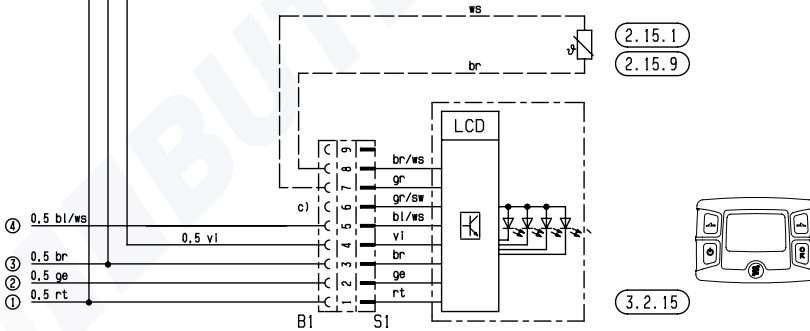 ws
2.15.1
br
2.15.9
LCD
9
8 br/ws
7 gr
c) 6 gr/sw
④ 0,5 bl/ws 5 bl/ws
0,5 vi 4 vi
③ 0,5 br 3 br
② 0,5 ge 2 ge
① 0,5 rt 1 rt
3.2.15
B1 S1